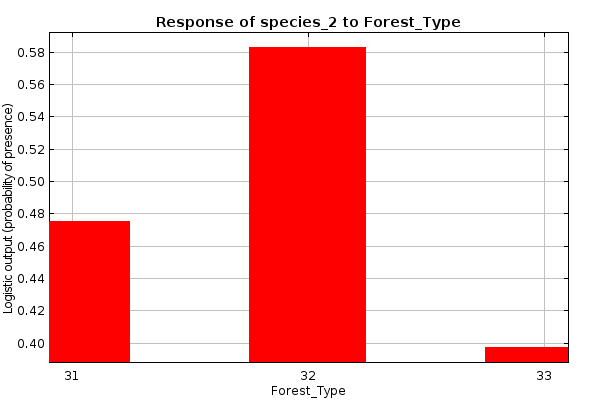 Response of species_2 to Forest_Type
Logistic output (probability of presence)
0.58
0.56
0.54
0.52
0.50
0.48
0.46
0.44
0.42
0.40
31 32 33
Forest_Type